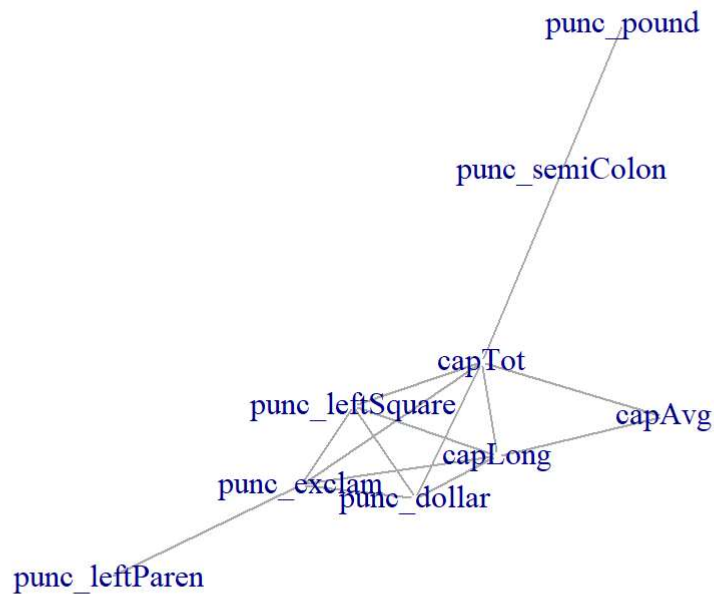 punc_pound
punc_semiColon
capTot
punc_leftSquare
capAvg
capLong
punc_exclam
punc_dollar
punc_leftParen